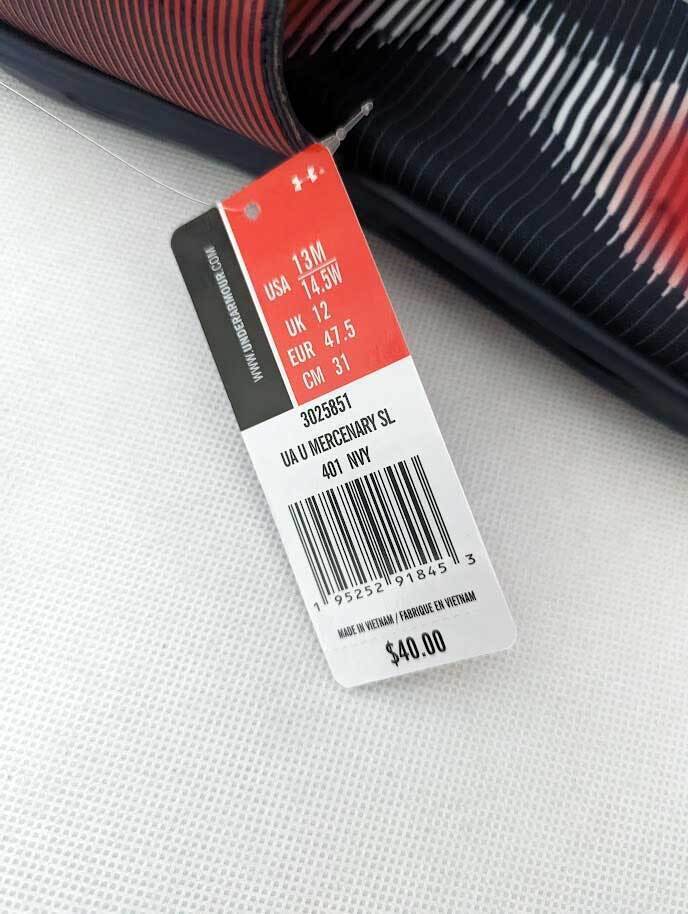 WWW.UNDERARMOUR.COM
USA 13M
14.5W
UK 12
EUR 47.5
CM 31
3025851
UA U MERCENARY SL
401 NVY
1 95252 91845 3
MADE IN VIETNAM / FABRIQUE EN VIETNAM
$40.00